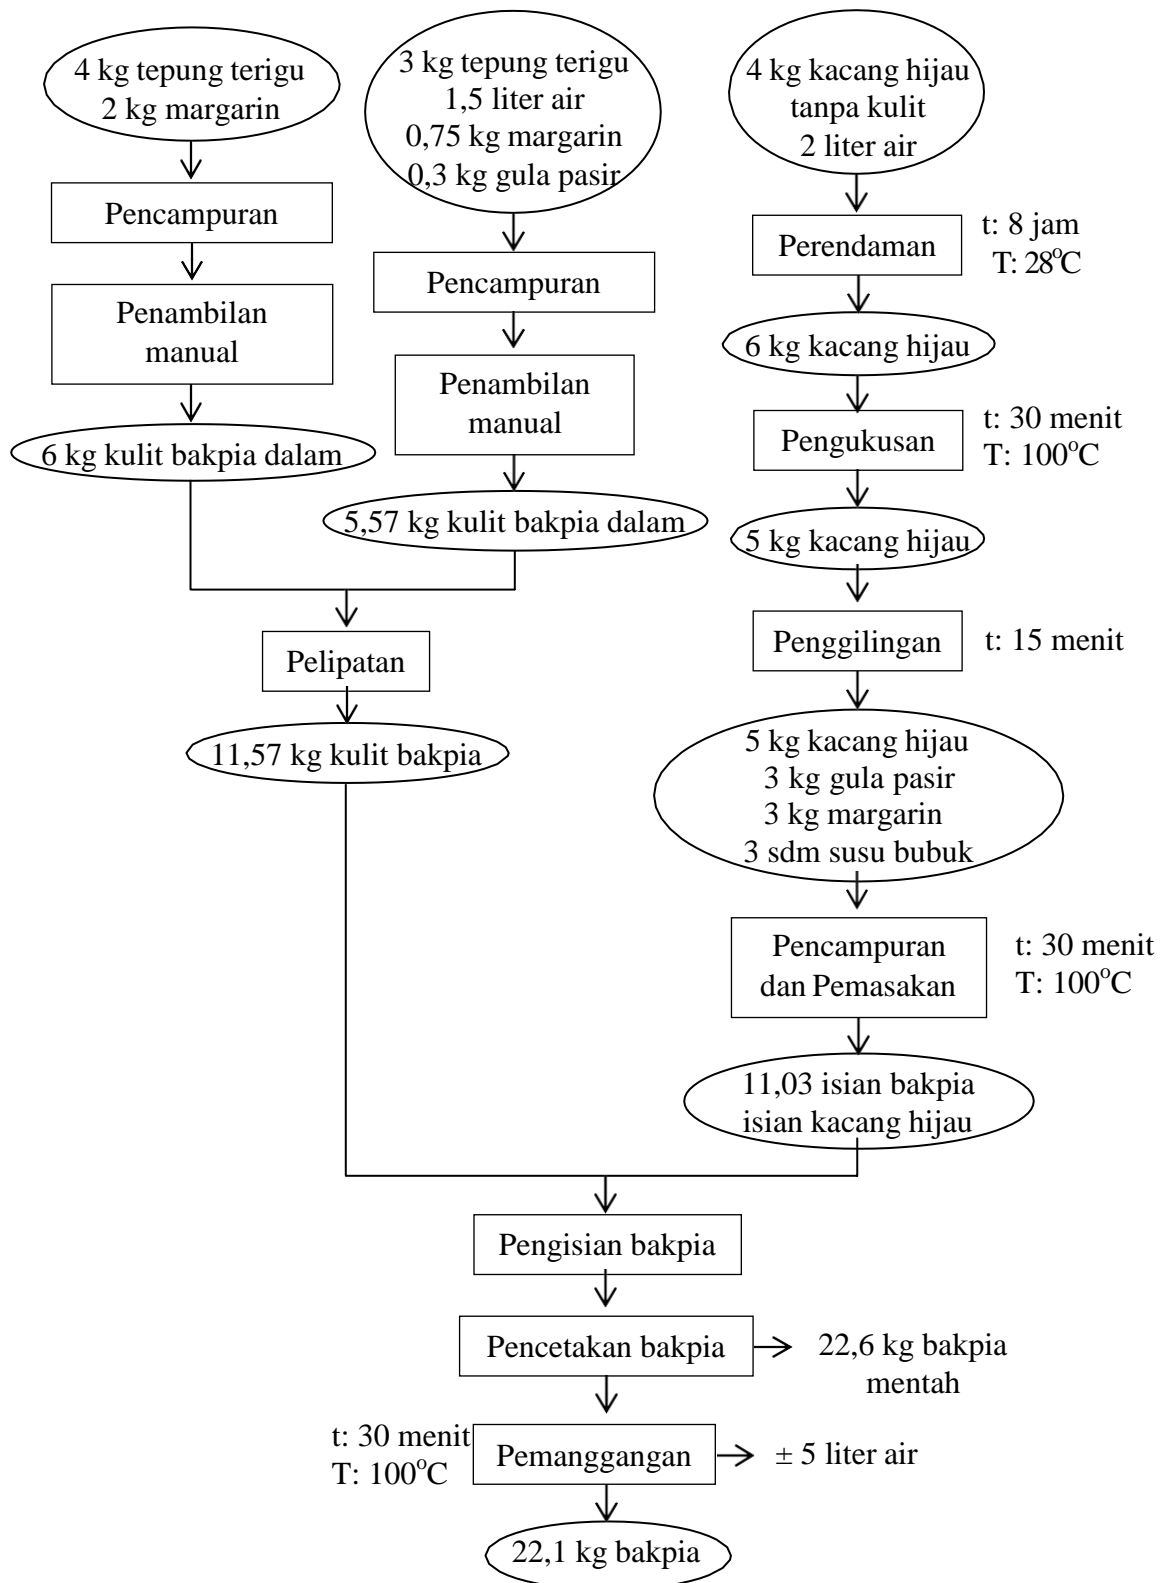 4 kg tepung terigu
2 kg margarin
Pencampuran
Penambilan
manual
6 kg kulit bakpia dalam
3 kg tepung terigu
1,5 liter air
0,75 kg margarin
0,3 kg gula pasir
Pencampuran
Penambilan
manual
5,57 kg kulit bakpia dalam
Pelipatan
11,57 kg kulit bakpia
4 kg kacang hijau
tanpa kulit
2 liter air
Perendaman
t: 8 jam
T: 28°C
6 kg kacang hijau
Pengukusan
t: 30 menit
T: 100°C
5 kg kacang hijau
Penggilingan
t: 15 menit
5 kg kacang hijau
3 kg gula pasir
3 kg margarin
3 sdm susu bubuk
Pencampuran
dan Pemasakan
t: 30 menit
T: 100°C
11,03 isian bakpia
isian kacang hijau
Pengisian bakpia
Pencetakan bakpia
22,6 kg bakpia
mentah
t: 30 menit
T: 100°C
Pemanggangan
± 5 liter air
22,1 kg bakpia